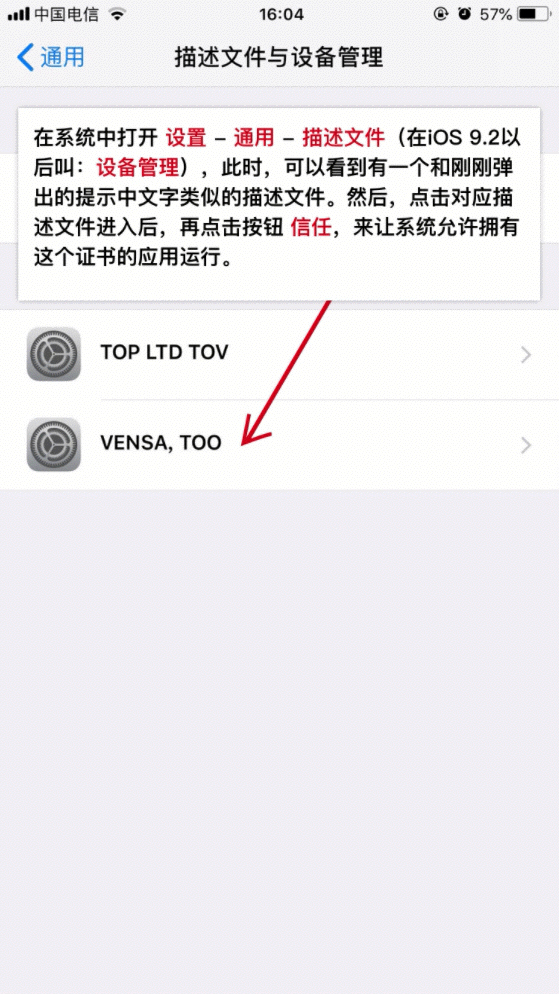 中国电信 16:04 57%
通用 描述文件与设备管理
在系统中打开 设置 – 通用 – 描述文件（在iOS 9.2以
后叫：设备管理），此时，可以看到有一个和刚刚弹
出的提示中文字类似的描述文件。然后，点击对应描
述文件进入后，再点击按钮 信任，来让系统允许拥有
这个证书的应用运行。
TOP LTD TOV
VENSA, TOO